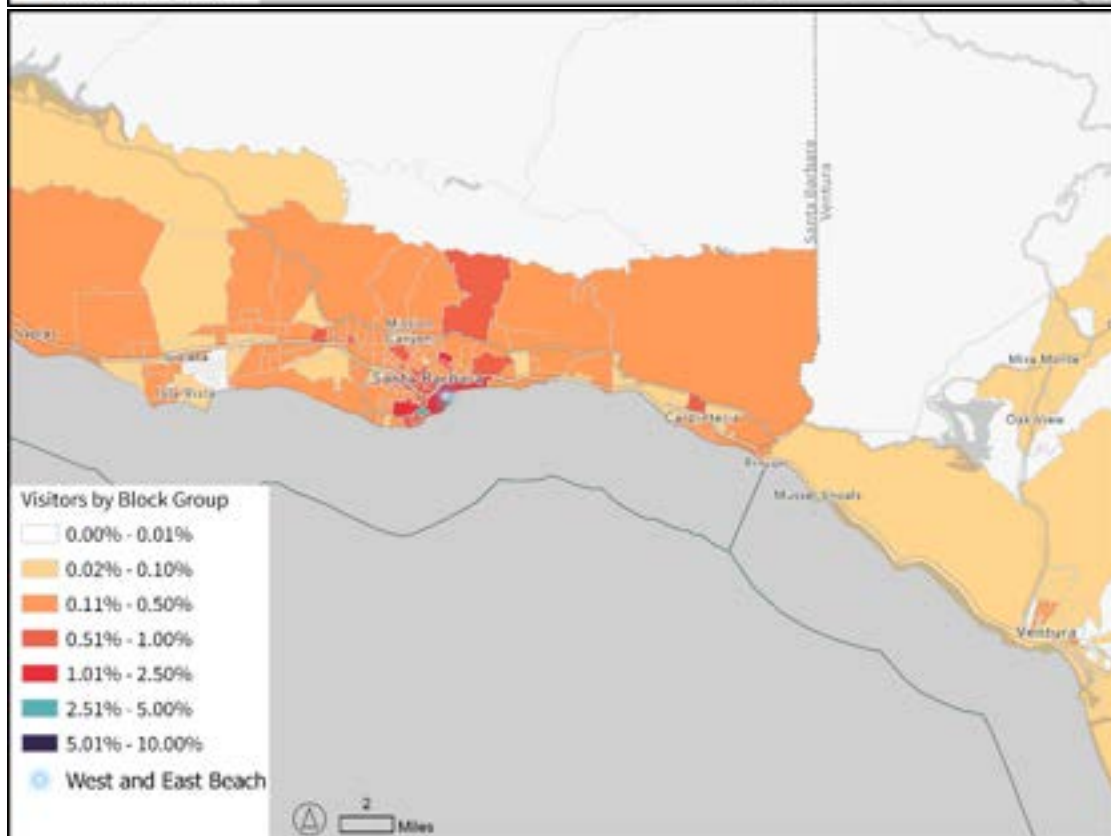 Santa Barbara
Ventura
Mission
Canyon
Naples
Goleta
Santa Barbara
Isla Vista
Carpinteria
Mira Monte
Oak View
Mussel Shoals
Ventura
Visitors by Block Group
0.00% - 0.01%
0.02% - 0.10%
0.11% - 0.50%
0.51% - 1.00%
1.01% - 2.50%
2.51% - 5.00%
5.01% - 10.00%
West and East Beach
2
Miles